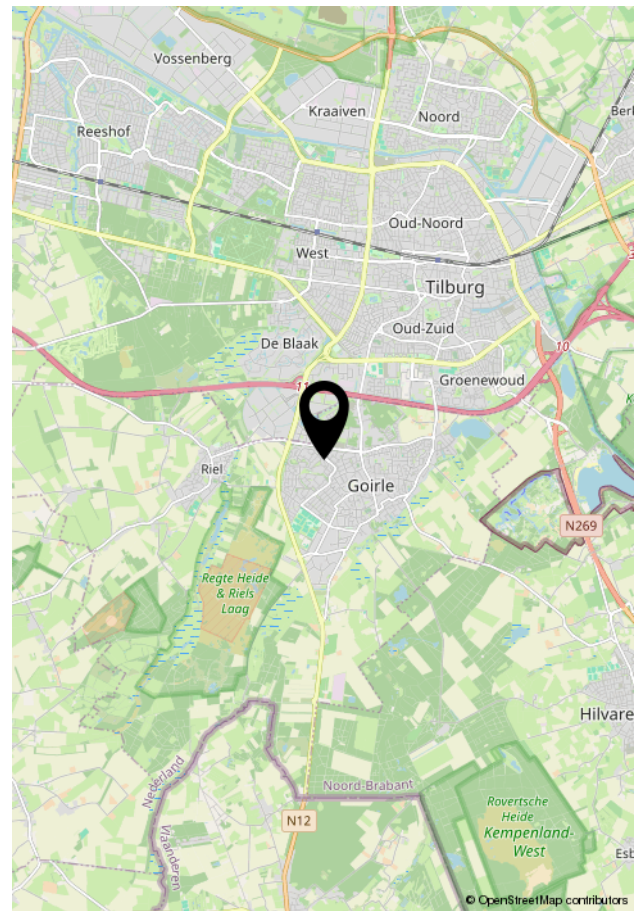 Vossenberg
Kraaiven
Noord
Berk
Reeshof
Oud-Noord
West
Tilburg
Oud-Zuid
De Blaak
10
Groenewoud
11
Riel
Goirle
N269
Regte Heide
& Riels
Laag
Hilvare
Nederland
Noord-Brabant
Vlaanderen
N12
Rovertsche
Heide
Kempenland-
West
Esb
© OpenStreetMap contributors